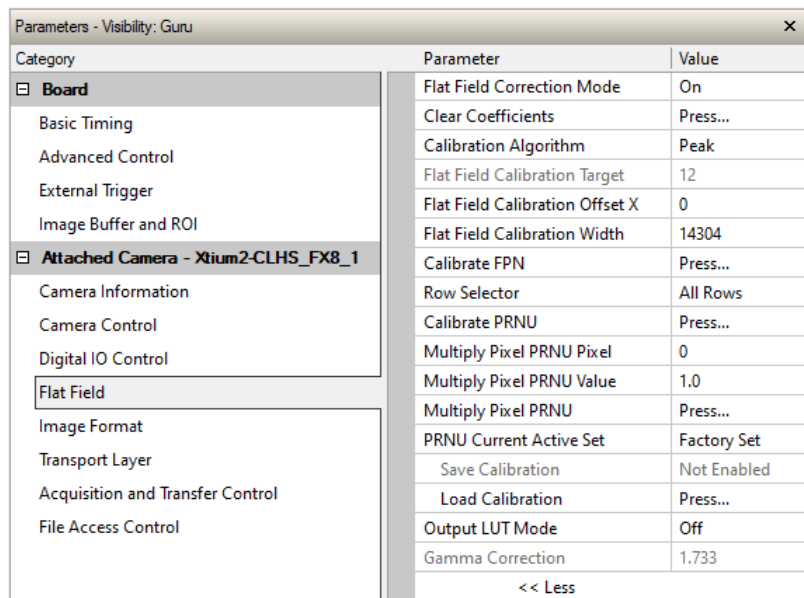 Parameters - Visibility: Guru
Category
Board
Basic Timing
Advanced Control
External Trigger
Image Buffer and ROI
Attached Camera - Xtium2-CLHS_FX8_1
Camera Information
Camera Control
Digital IO Control
Flat Field
Image Format
Transport Layer
Acquisition and Transfer Control
File Access Control
Parameter Value
Flat Field Correction Mode On
Clear Coefficients Press...
Calibration Algorithm Peak
Flat Field Calibration Target 12
Flat Field Calibration Offset X 0
Flat Field Calibration Width 14304
Calibrate FPN Press...
Row Selector All Rows
Calibrate PRNU Press...
Multiply Pixel PRNU Pixel 0
Multiply Pixel PRNU Value 1.0
Multiply Pixel PRNU Press...
PRNU Current Active Set Factory Set
Save Calibration Not Enabled
Load Calibration Press...
Output LUT Mode Off
Gamma Correction 1.733
<< Less